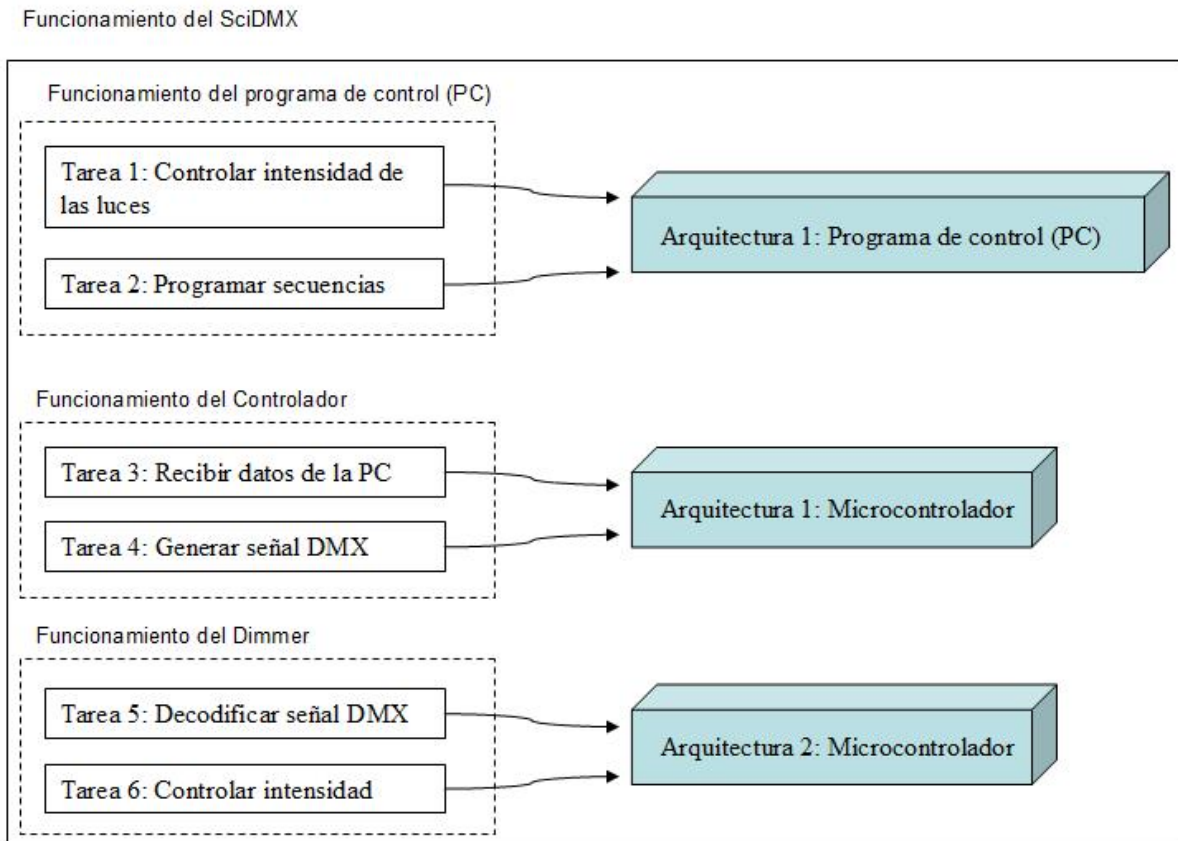 Funcionamiento del SciDMX
Funcionamiento del programa de control (PC)
Tarea 1: Controlar intensidad de
las luces
Tarea 2: Programar secuencias
Arquitectura 1: Programa de control (PC)
Funcionamiento del Controlador
Tarea 3: Recibir datos de la PC
Tarea 4: Generar señal DMX
Arquitectura 1: Microcontrolador
Funcionamiento del Dimmer
Tarea 5: Decodificar señal DMX
Tarea 6: Controlar intensidad
Arquitectura 2: Microcontrolador